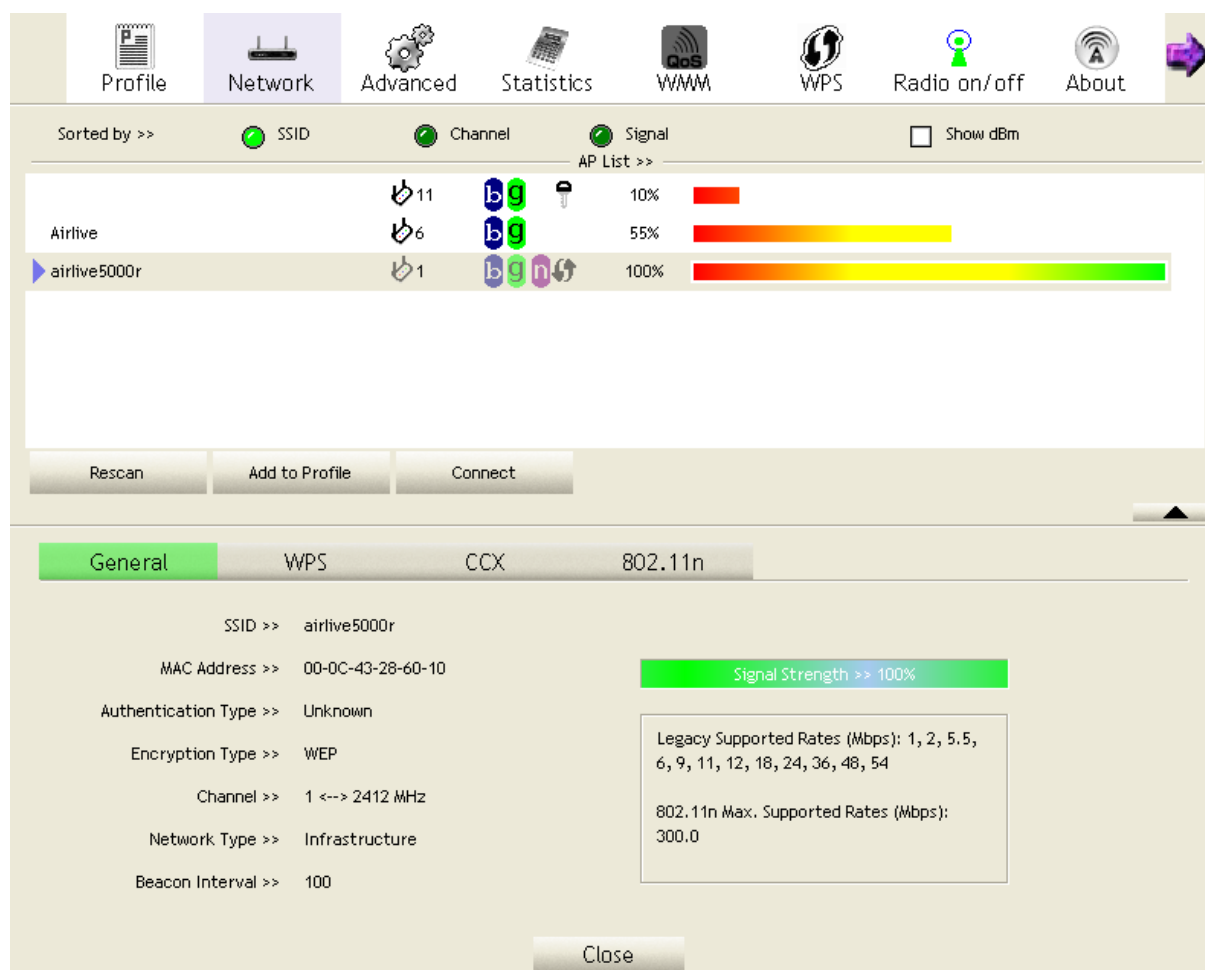 Profile Network Advanced Statistics QoS WMM WPS Radio on/off About
Sorted by >> SSID Channel Signal Show dBm
AP List >>
11 b g 10%
Airlive 6 b g 55%
airlive5000r 1 b g n 100%
Rescan Add to Profile Connect
General WPS CCX 802.11n
SSID >> airlive5000r
MAC Address >> 00-0C-43-28-60-10
Signal Strength >> 100%
Authentication Type >> Unknown
Encryption Type >> WEP
Channel >> 1 <--> 2412 MHz
Network Type >> Infrastructure
Beacon Interval >> 100
Legacy Supported Rates (Mbps): 1, 2, 5.5,
6, 9, 11, 12, 18, 24, 36, 48, 54
802.11n Max. Supported Rates (Mbps):
300.0
Close